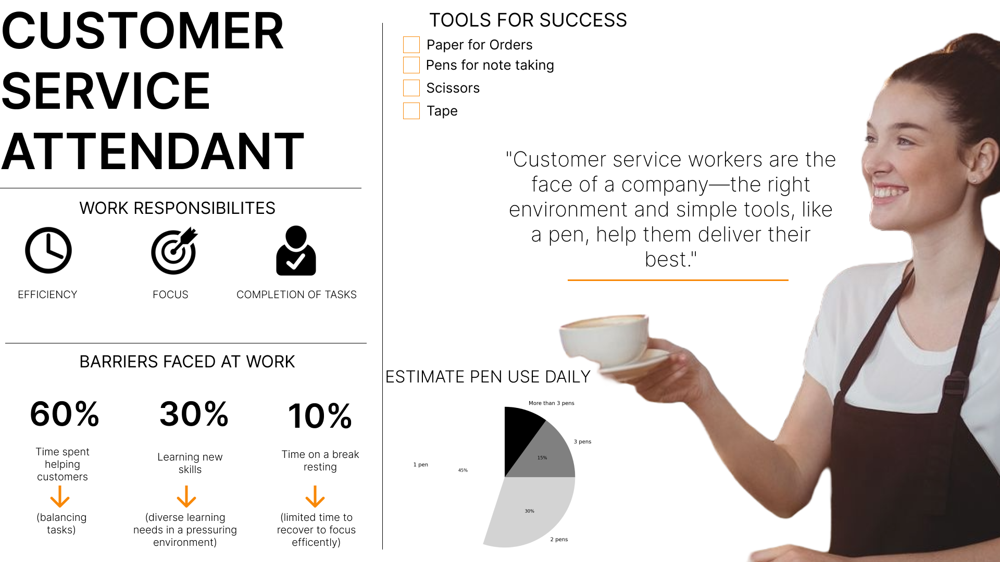 CUSTOMER
SERVICE
ATTENDANT
WORK RESPONSIBILITES
EFFICIENCY
FOCUS
COMPLETION OF TASKS
BARRIERS FACED AT WORK
60%
Time spent
helping
customers
(balancing
tasks)
30%
Learning new
skills
(diverse learning
needs in a pressuring
environment)
10%
Time on a break
resting
(limited time to
recover to focus
efficently)
TOOLS FOR SUCCESS
Paper for Orders
Pens for note taking
Scissors
Tape
"Customer service workers are the
face of a company—the right
environment and simple tools, like
a pen, help them deliver their
best."
ESTIMATE PEN USE DAILY
More than 3 pens
3 pens
15%
1 pen
45%
30%
2 pens